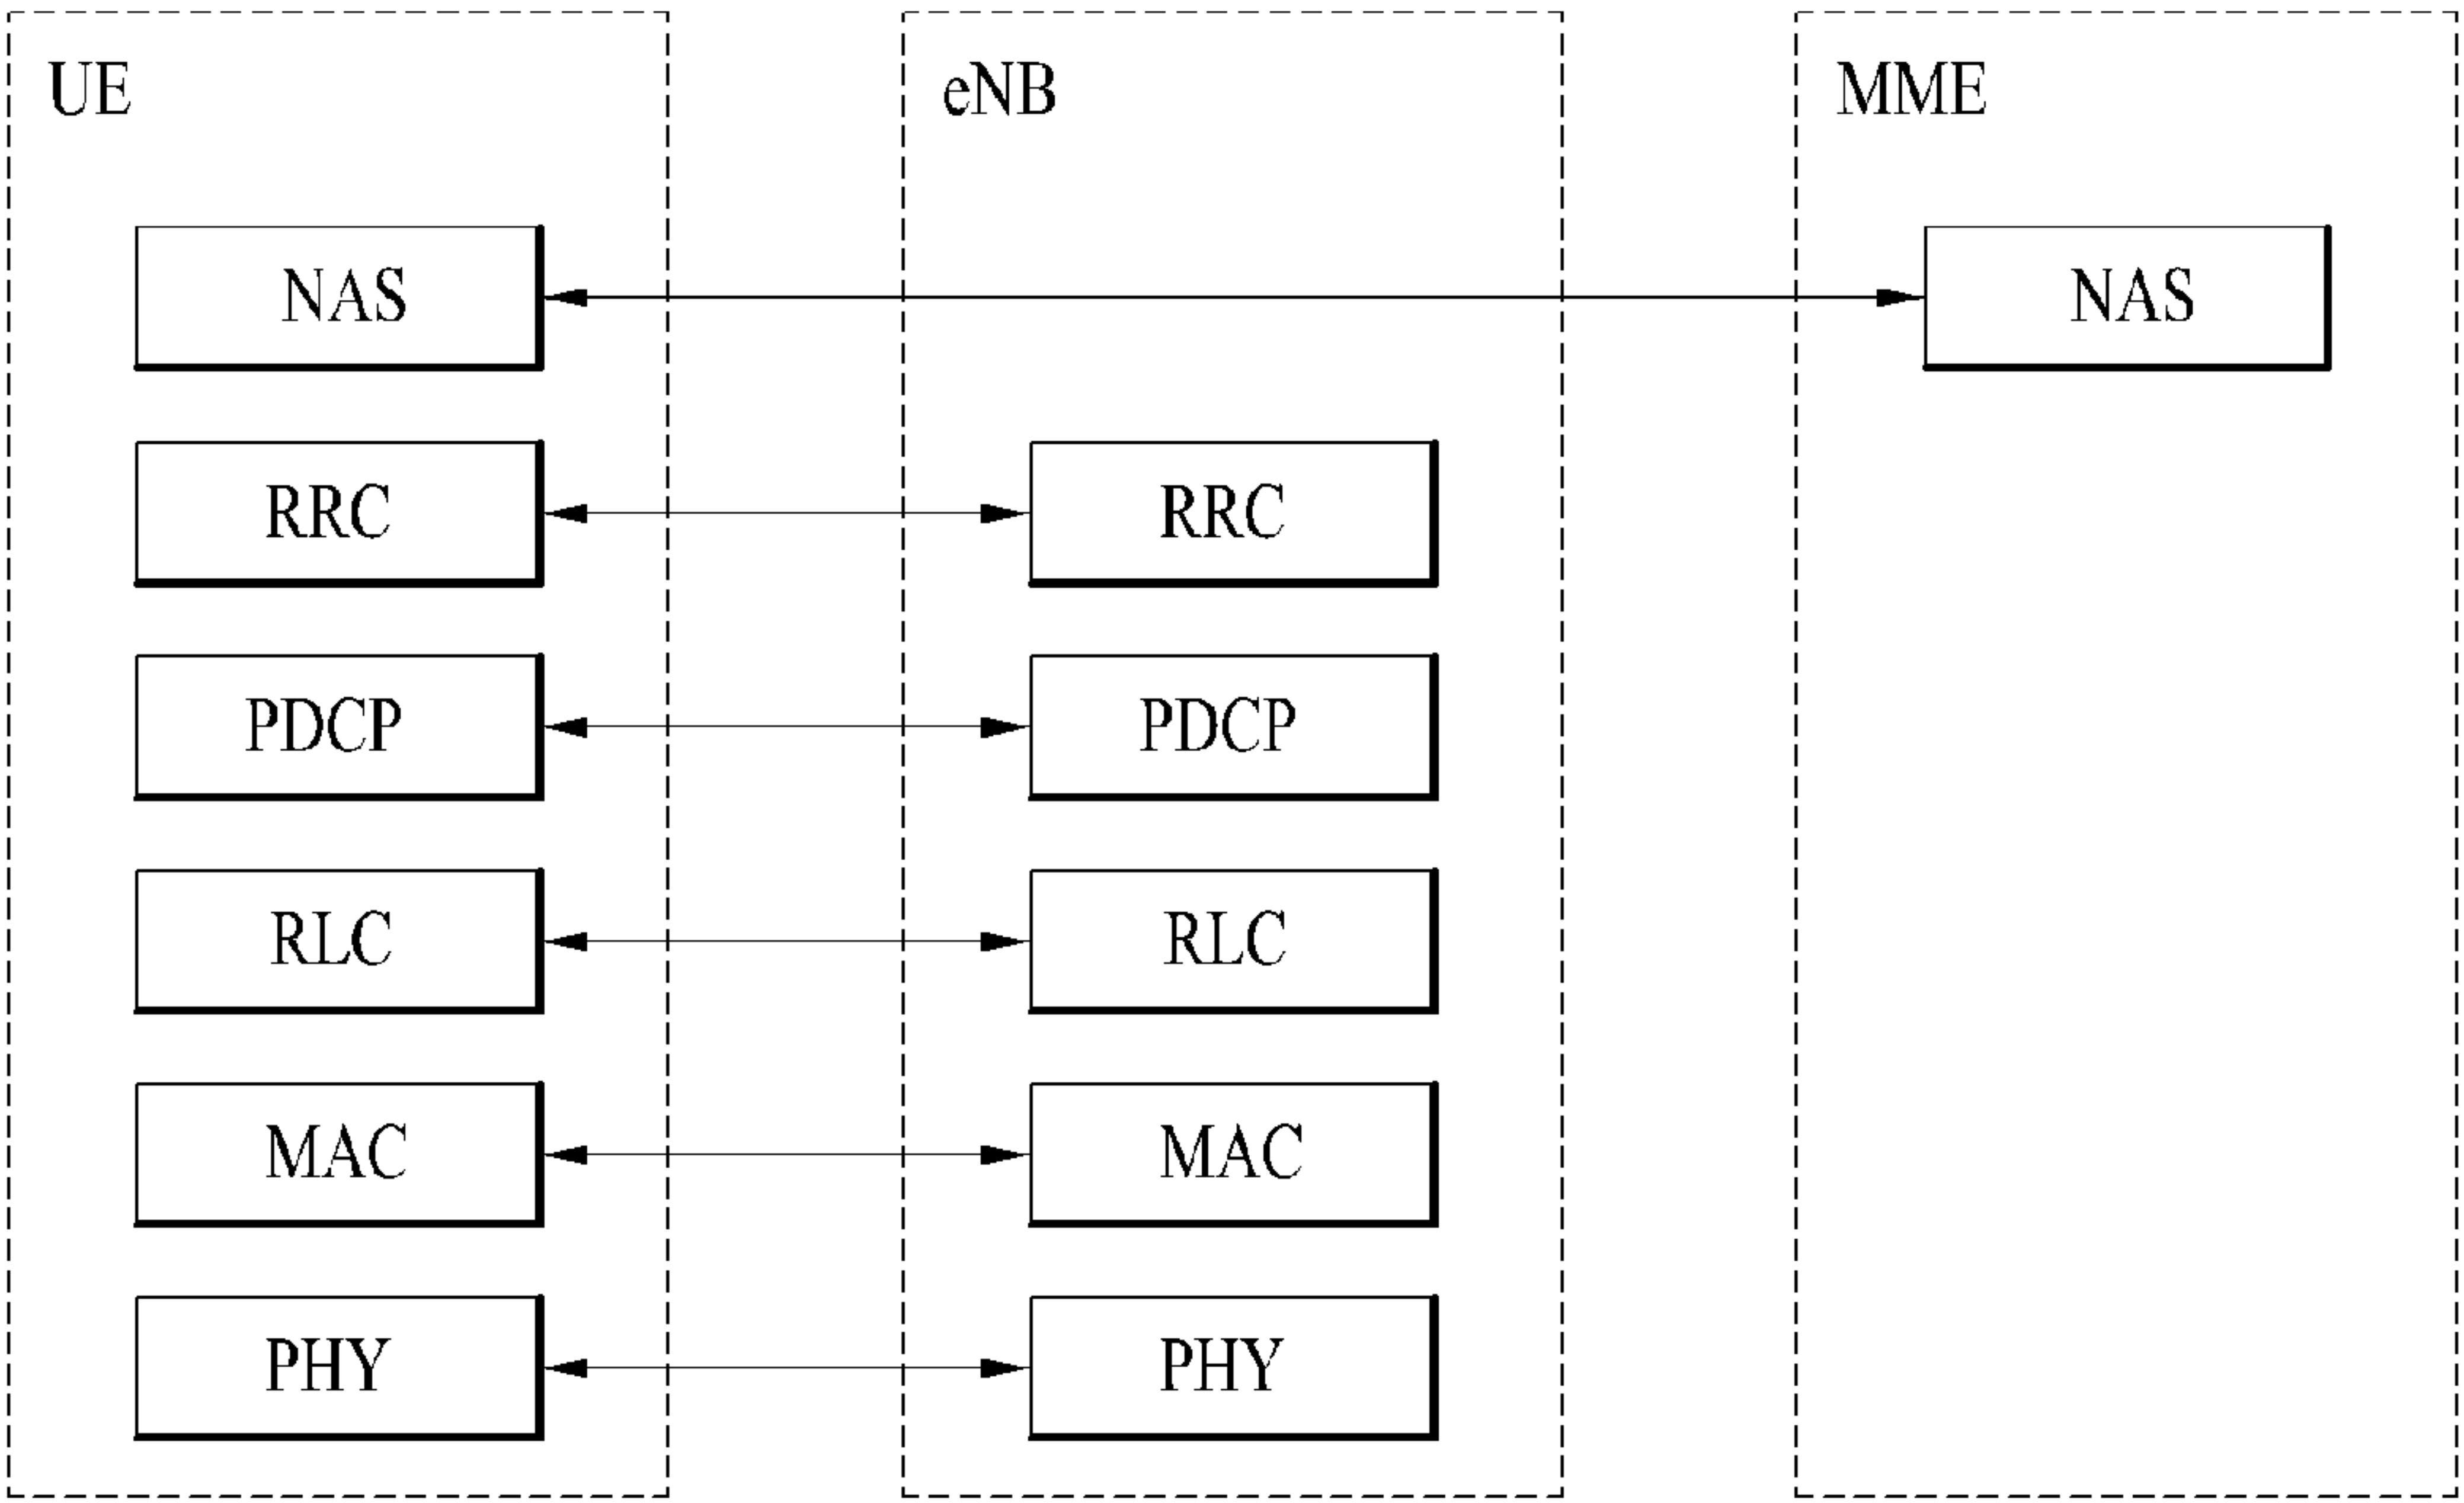 UE
eNB
MME
NAS
NAS
RRC
RRC
PDCP
PDCP
RLC
RLC
MAC
MAC
PHY
PHY